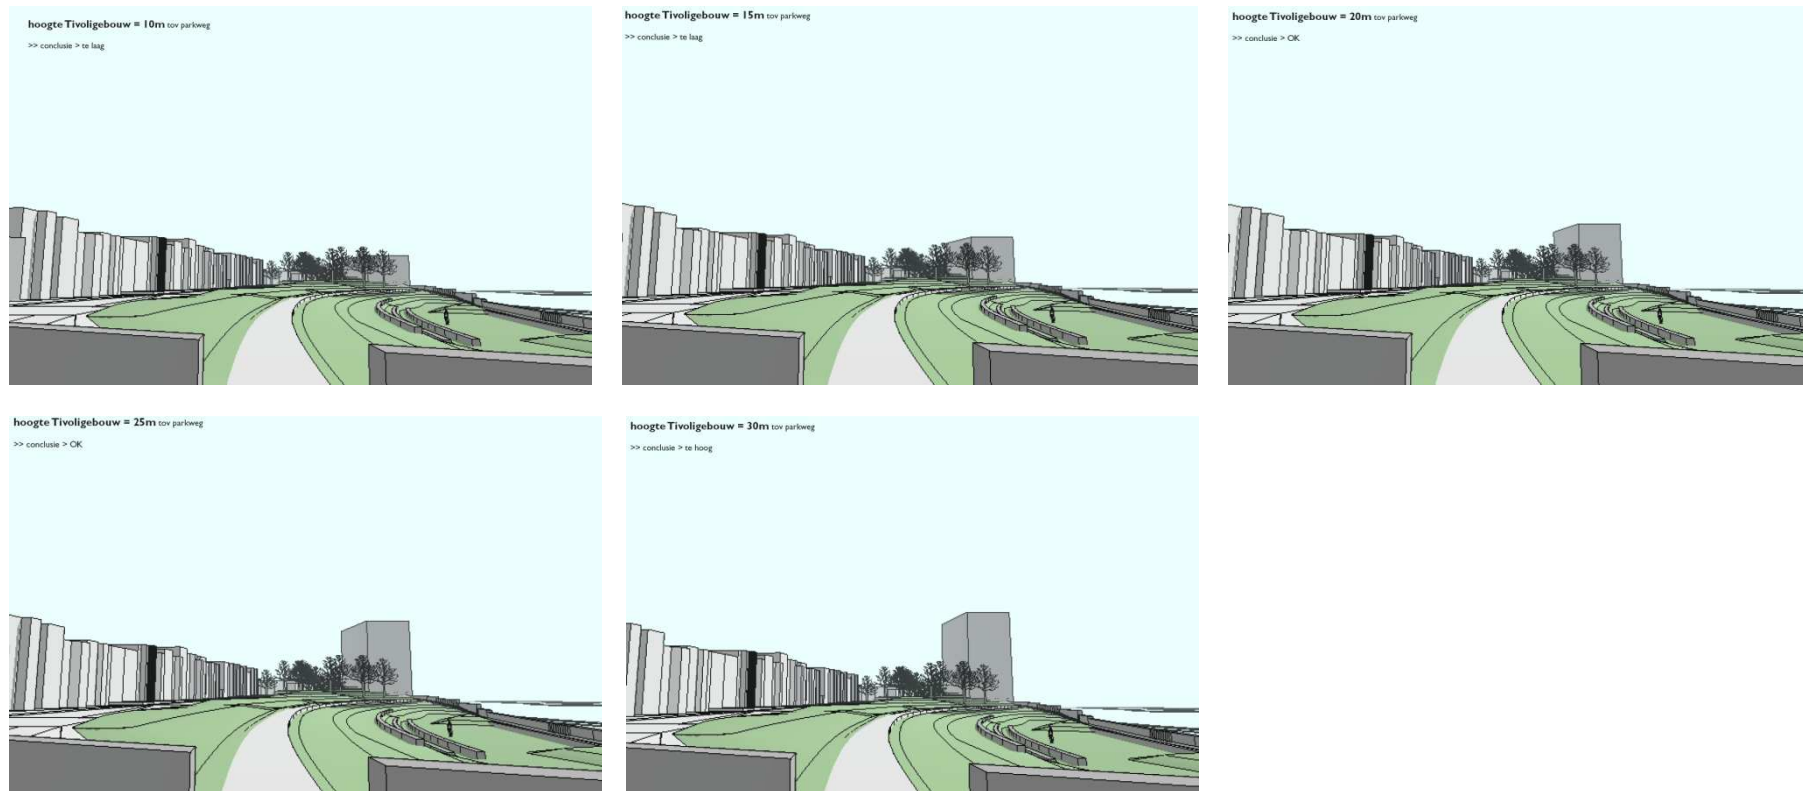 hoogte Tivoligebouw = 10m tov parkweg
>> conclusie > te laag
hoogte Tivoligebouw = 15m tov parkweg
>> conclusie > te laag
hoogte Tivoligebouw = 20m tov parkweg
>> conclusie > OK
hoogte Tivoligebouw = 25m tov parkweg
>> conclusie > OK
hoogte Tivoligebouw = 30m tov parkweg
>> conclusie > te hoog